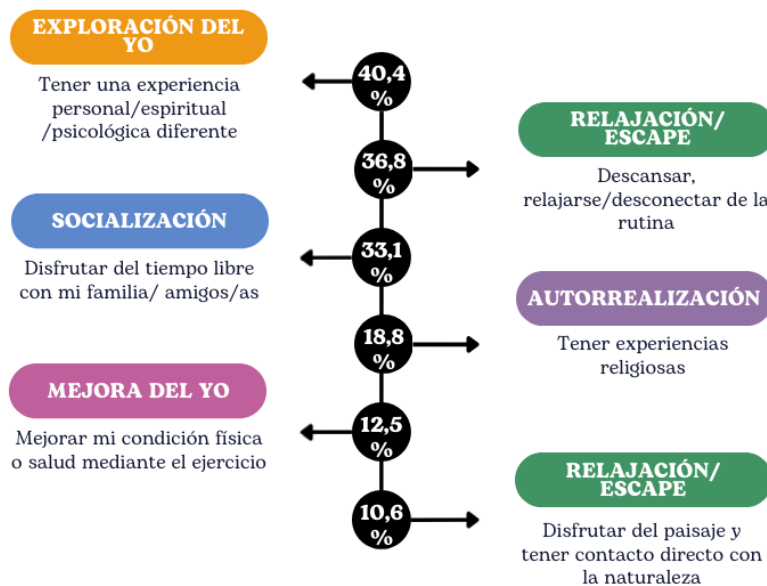 EXPLORACIÓN DEL
YO
Tener una experiencia
personal/espiritual
/psicológica diferente
40,4
%
RELAJACIÓN/
ESCAPE
Descansar,
relajarse/desconectar de la
rutina
36,8
%
SOCIALIZACIÓN
Disfrutar del tiempo libre
con mi familia/ amigos/as
33,1
%
AUTORREALIZACIÓN
Tener experiencias
religiosas
18,8
%
MEJORA DEL YO
Mejorar mi condición física
o salud mediante el ejercicio
12,5
%
RELAJACIÓN/
ESCAPE
Disfrutar del paisaje y
tener contacto directo con
la naturaleza
10,6
%